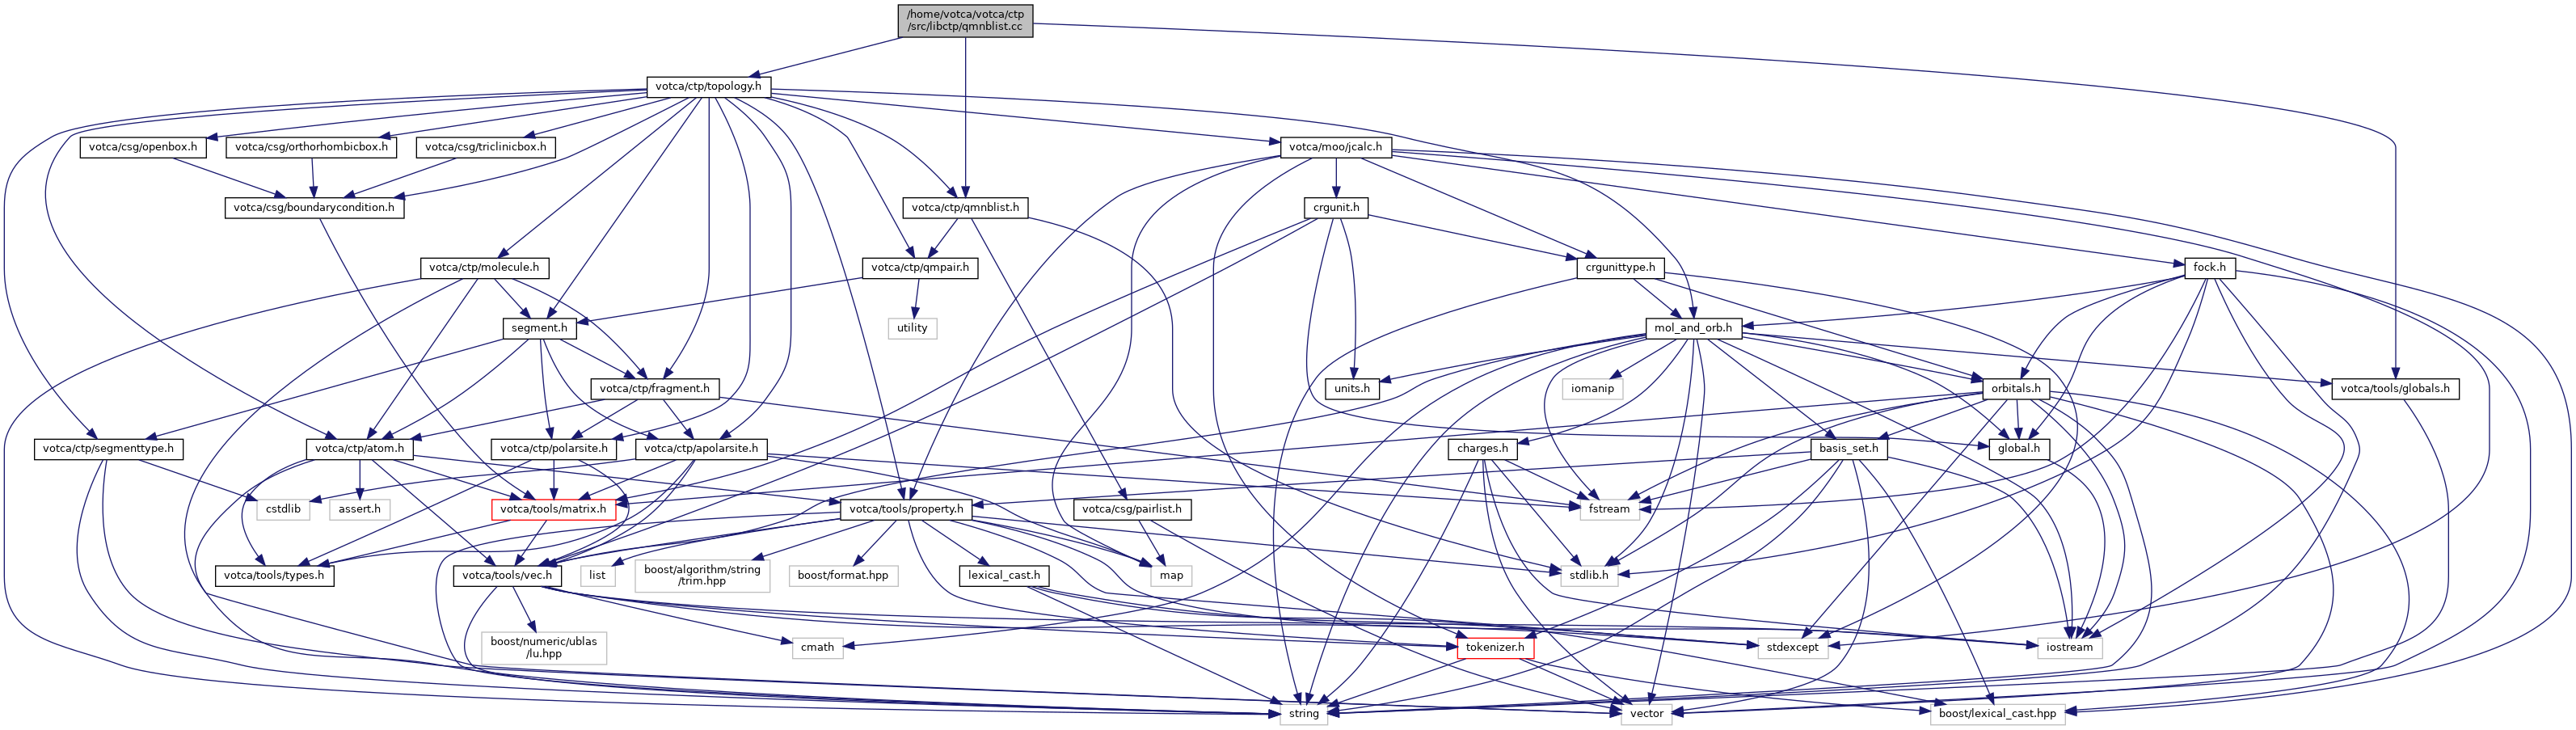 /home/votca/votca/ctp
/src/libctp/qmnblist.cc
votca/ctp/topology.h
votca/csg/openbox.h
votca/csg/orthorhombicbox.h
votca/csg/triclinicbox.h
votca/moo/jcalc.h
votca/csg/boundarycondition.h
votca/ctp/qmnblist.h
crgunit.h
votca/ctp/molecule.h
votca/ctp/qmpair.h
crgunittype.h
fock.h
segment.h
utility
mol_and_orb.h
votca/ctp/fragment.h
units.h
iomanip
orbitals.h
votca/tools/globals.h
votca/ctp/segmenttype.h
votca/ctp/atom.h
votca/ctp/polarsite.h
votca/ctp/apolarsite.h
charges.h
basis_set.h
global.h
cstdlib
assert.h
votca/tools/matrix.h
votca/tools/property.h
votca/csg/pairlist.h
fstream
votca/tools/types.h
votca/tools/vec.h
list
boost/algorithm/string
/trim.hpp
boost/format.hpp
lexical_cast.h
map
stdlib.h
boost/numeric/ublas
/lu.hpp
cmath
tokenizer.h
stdexcept
iostream
string
vector
boost/lexical_cast.hpp